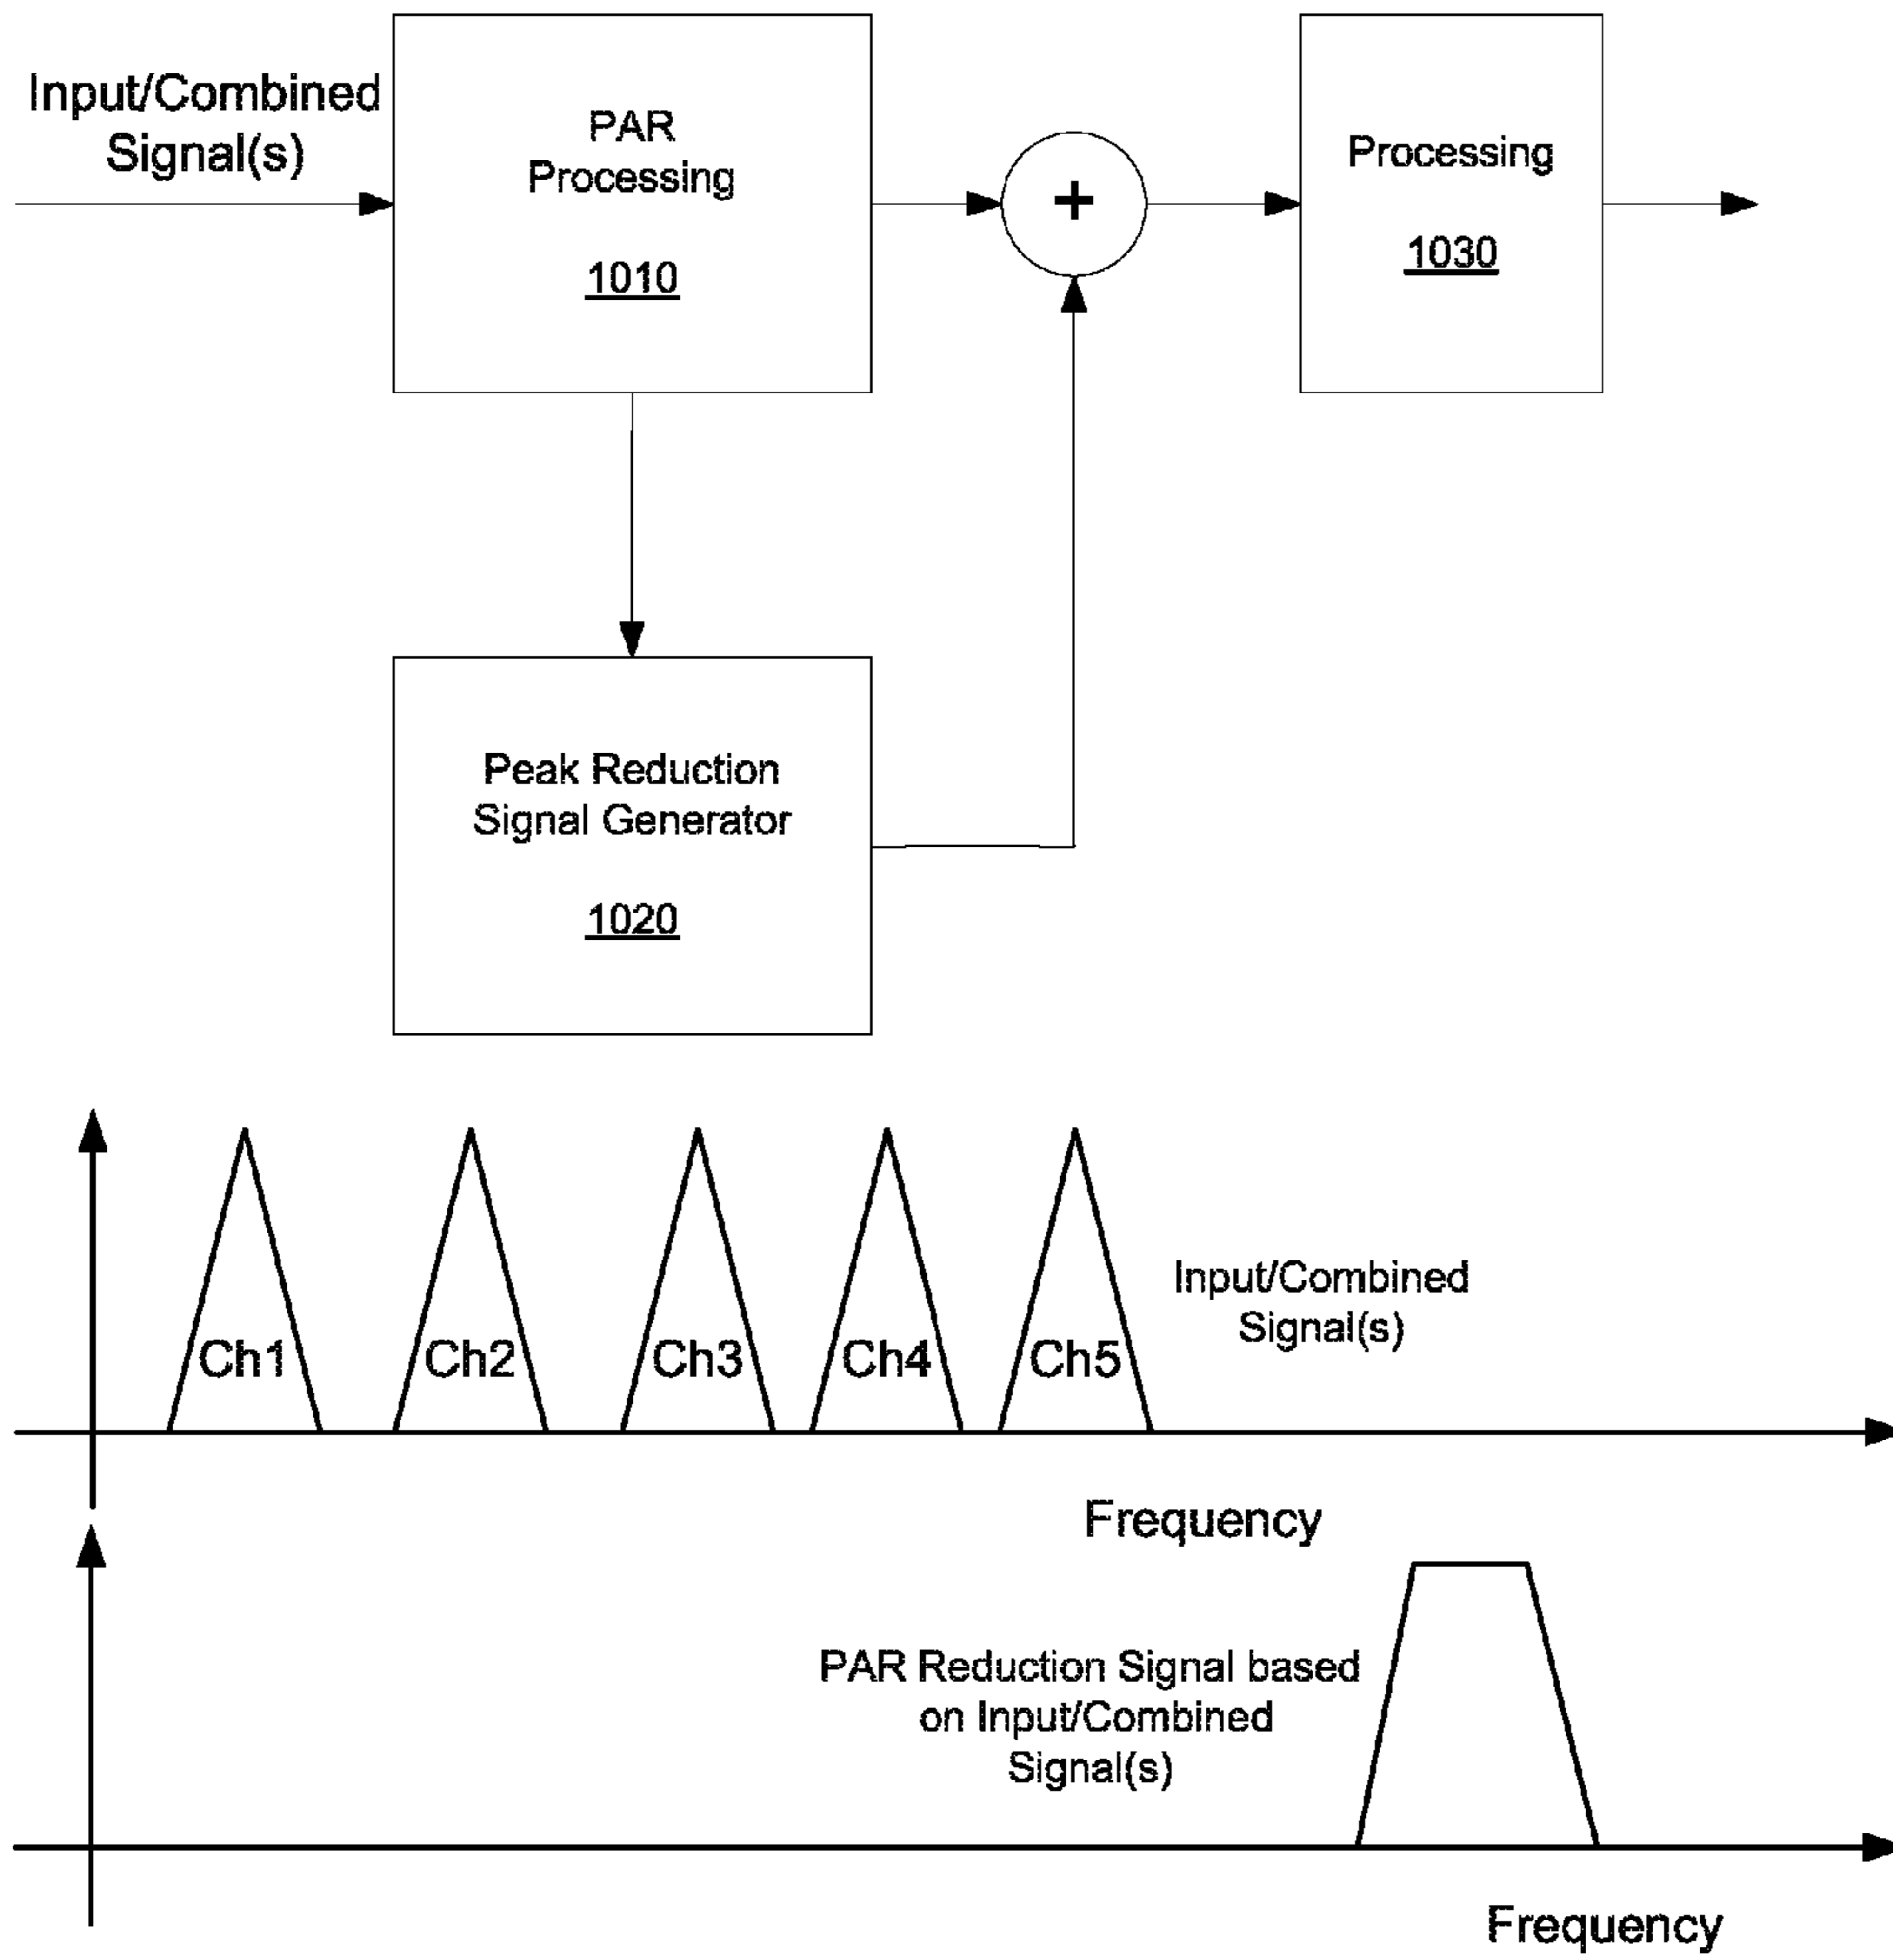 Input/Combined
Signal(s)
PAR
Processing
1010
+
Processing
1030
Peak Reduction
Signal Generator
1020
Ch1
Ch2
Ch3
Ch4
Ch5
Input/Combined
Signal(s)
Frequency
PAR Reduction Signal based
on Input/Combined
Signal(s)
Frequency